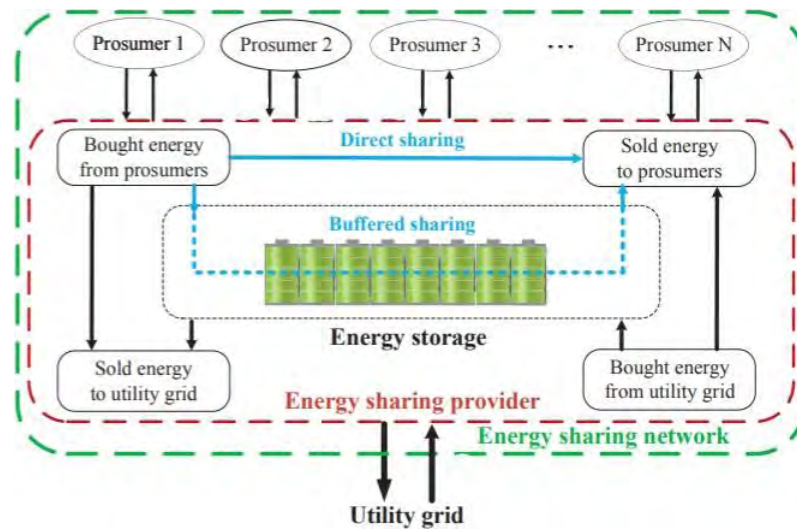 Prosumer 1
Prosumer 2
Prosumer 3
...
Prosumer N
Bought energy
from prosumers
Direct sharing
Sold energy
to prosumers
Buffered sharing
Energy storage
Sold energy
to utility grid
Bought energy
from utility grid
Energy sharing provider
Energy sharing network
Utility grid